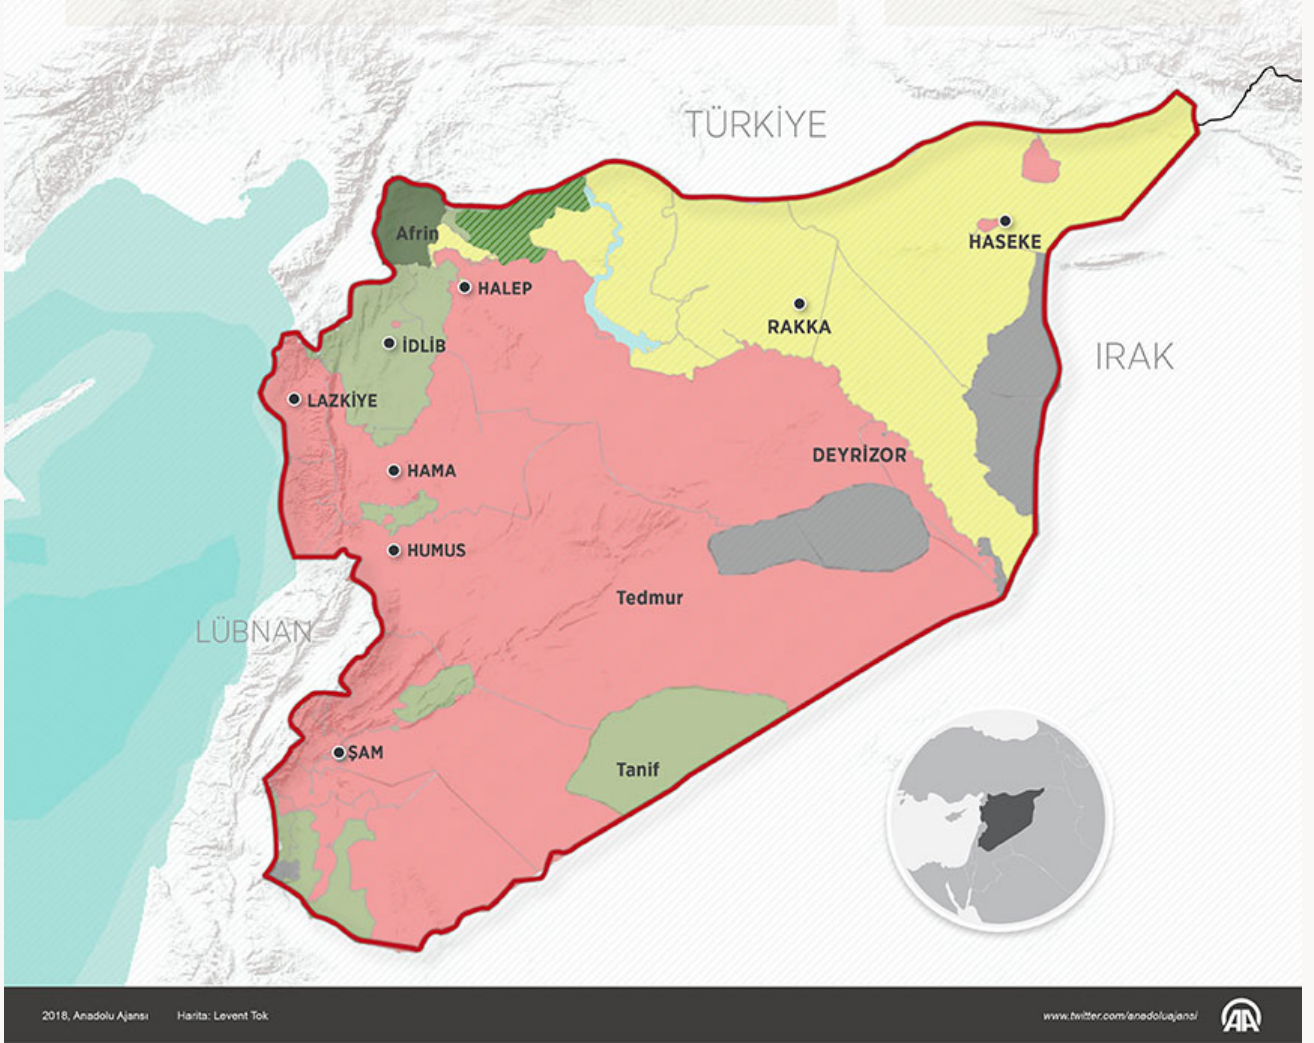 TÜRKİYE
Afrin
HASEKE
HALEP
RAKKA
İDLİB
IRAK
LAZKİYE
DEYRİZOR
HAMA
HUMUS
Tedmur
LÜBNAN
ŞAM
Tanif
2018, Anadolu Ajansı Harita: Levent Tok
www.twitter.com/anadoluajansi
AA